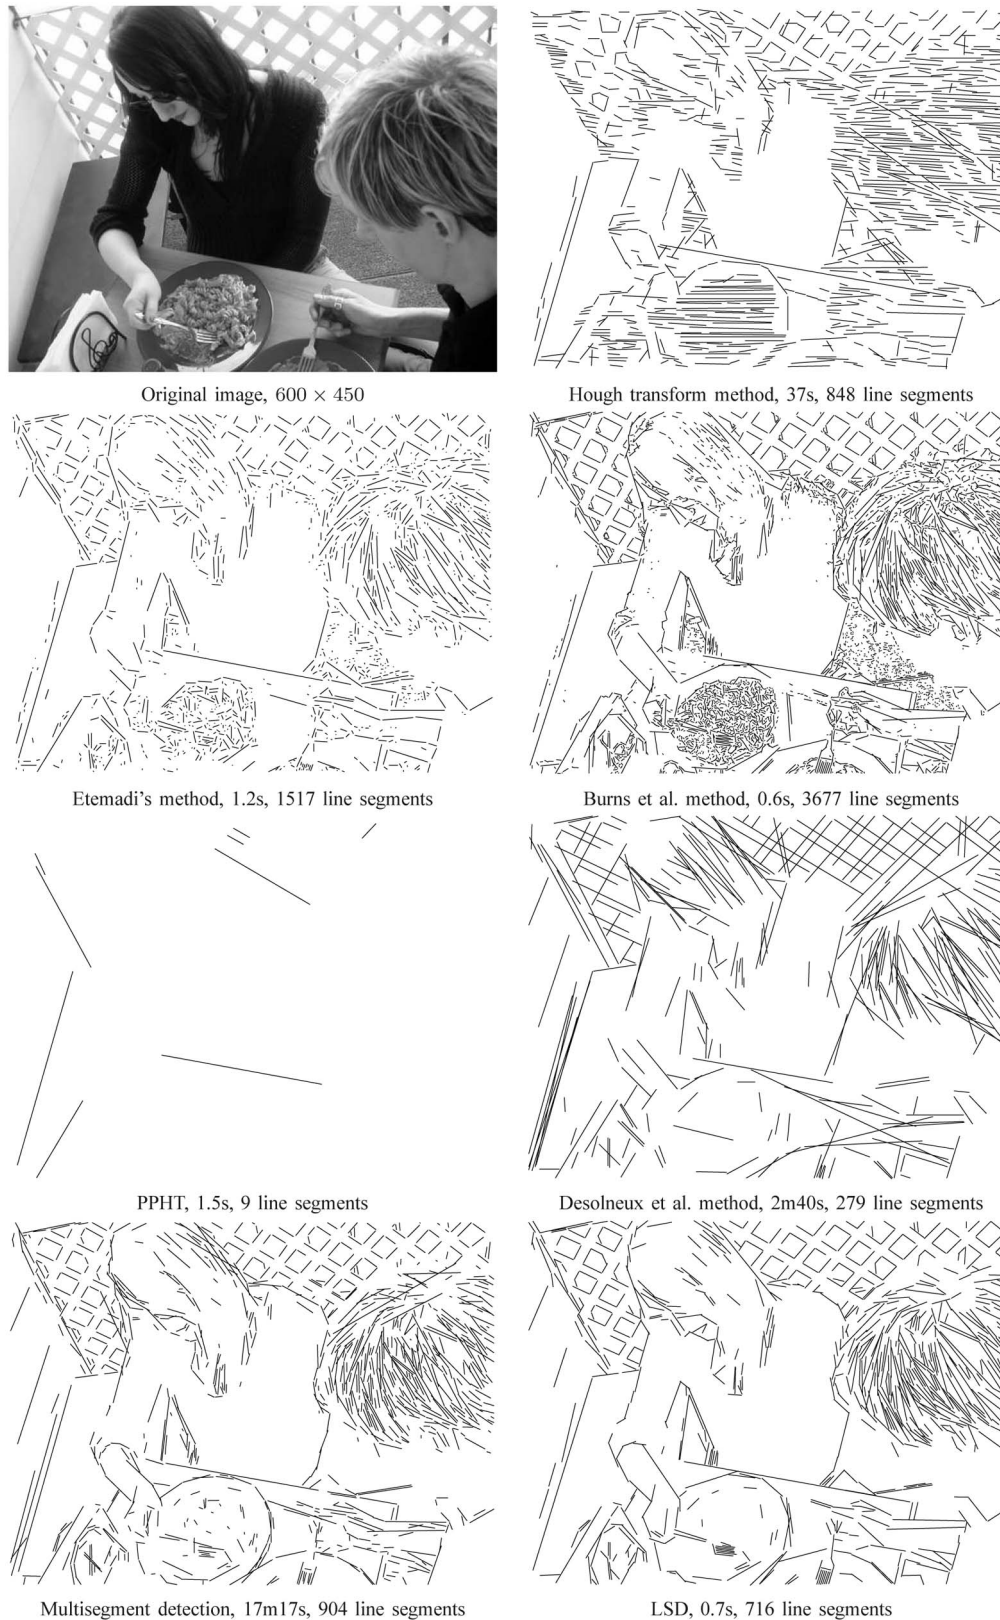 Original image, 600 × 450
Hough transform method, 37s, 848 line segments
Etemadi's method, 1.2s, 1517 line segments
Burns et al. method, 0.6s, 3677 line segments
PPHT, 1.5s, 9 line segments
Desolneux et al. method, 2m40s, 279 line segments
Multisegment detection, 17m17s, 904 line segments
LSD, 0.7s, 716 line segments